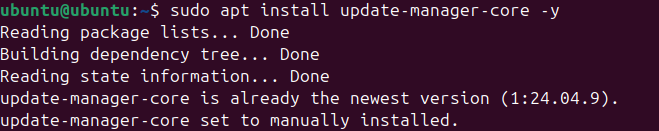 ubuntu@ubuntu:~$ sudo apt install update-manager-core -y
Reading package lists... Done
Building dependency tree... Done
Reading state information... Done
update-manager-core is already the newest version (1:24.04.9).
update-manager-core set to manually installed.